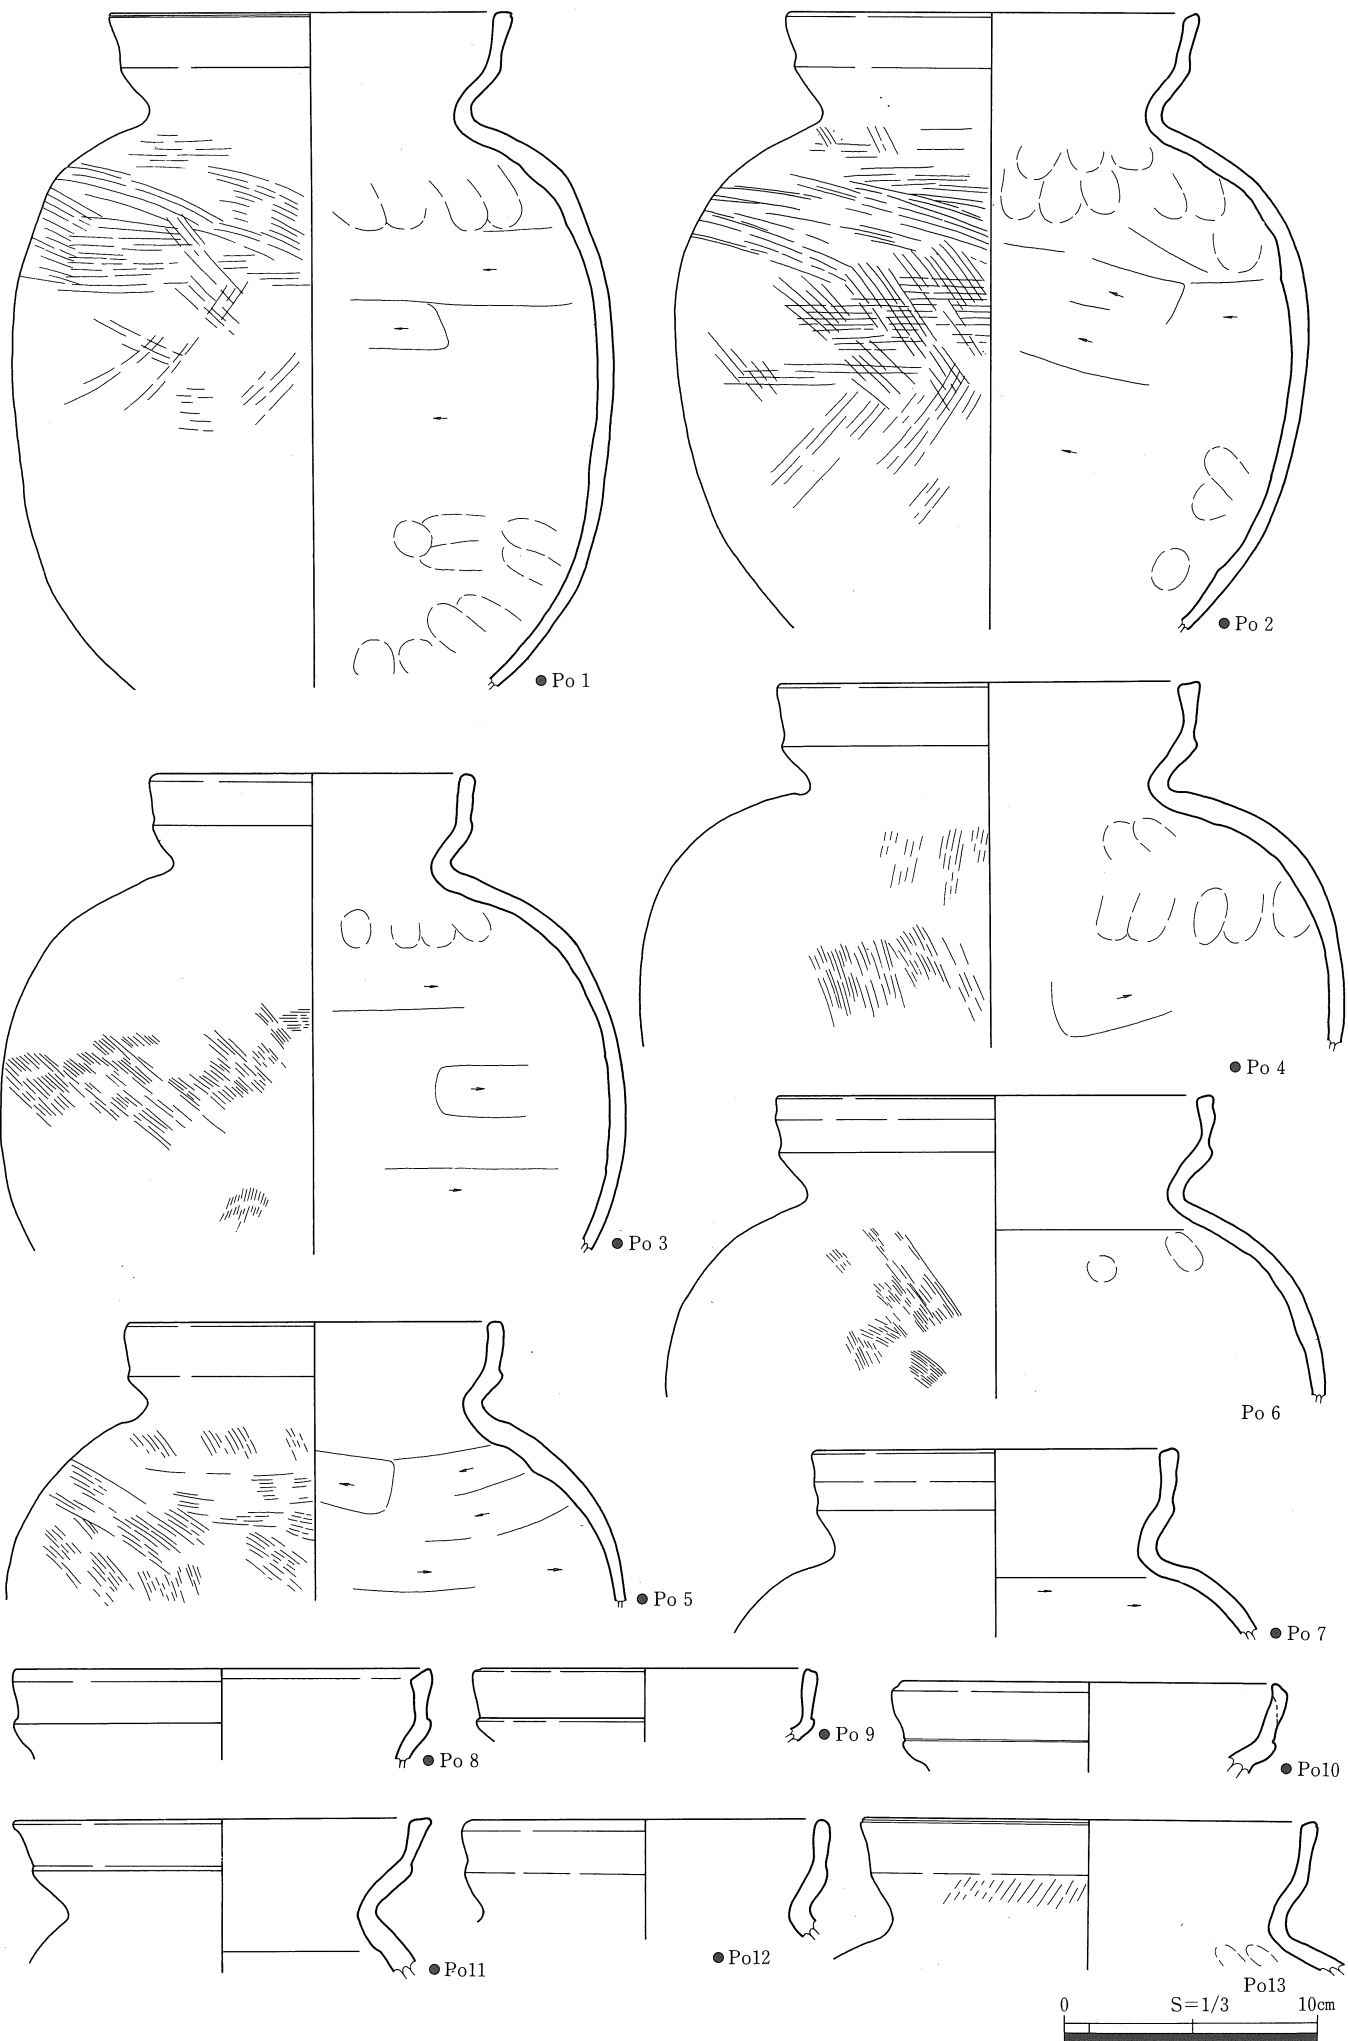 ● Po 1
● Po 2
● Po 3
● Po 4
● Po 5
Po 6
● Po 7
● Po 8
● Po 9
● Po10
● Po11
● Po12
Po13
0 S=1/3 10cm